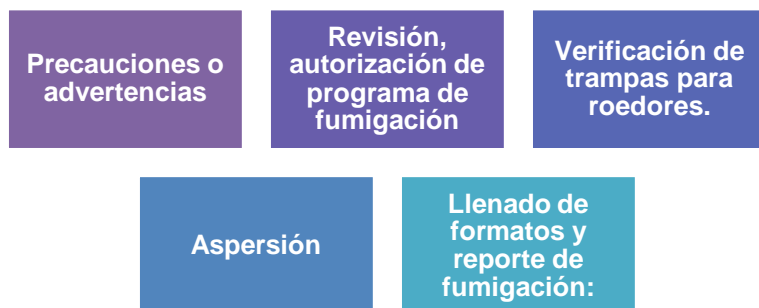 Precauciones o
advertencias
Revisión,
autorización de
programa de
fumigación
Verificación de
trampas para
roedores.
Aspersión
Llenado de
formatos y
reporte de
fumigación: